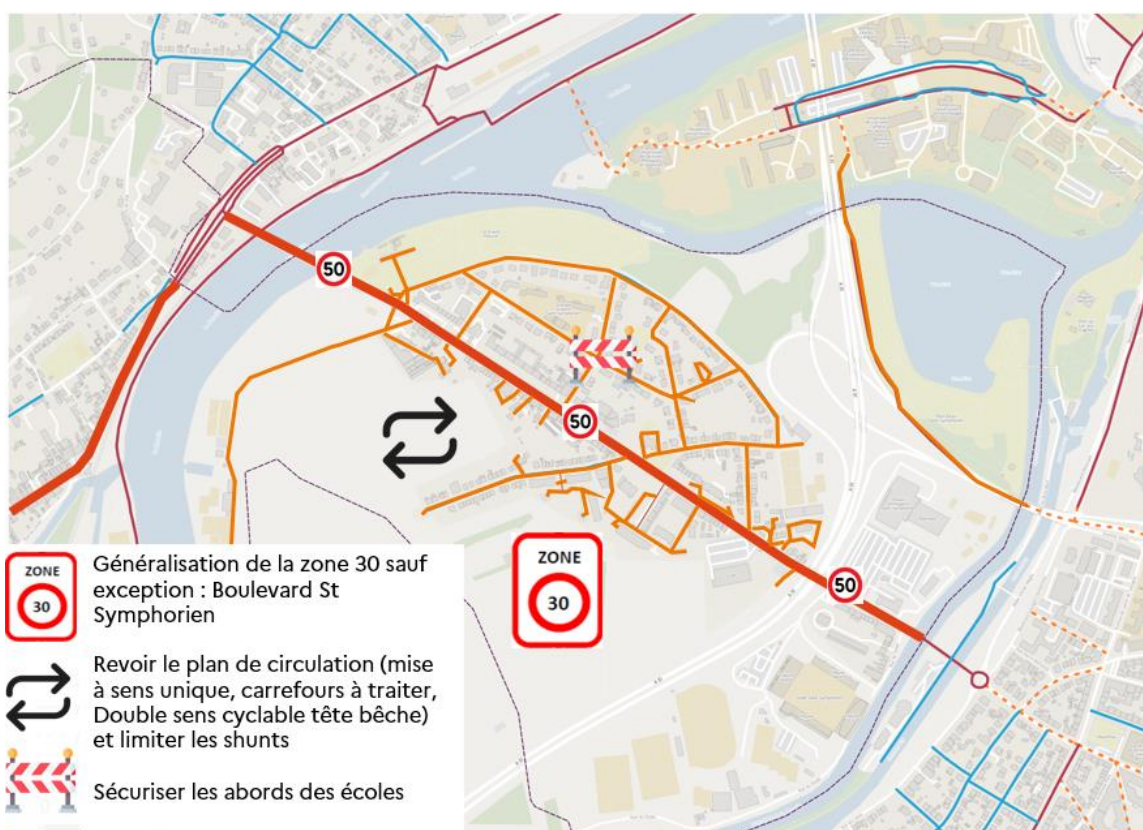 50
50
50
ZONE
30
ZONE
30
Généralisation de la zone 30 sauf
exception : Boulevard St
Symphorien
Revoir le plan de circulation (mise
à sens unique, carrefours à traiter,
Double sens cyclable tête bêche)
et limiter les shunts
Sécuriser les abords des écoles